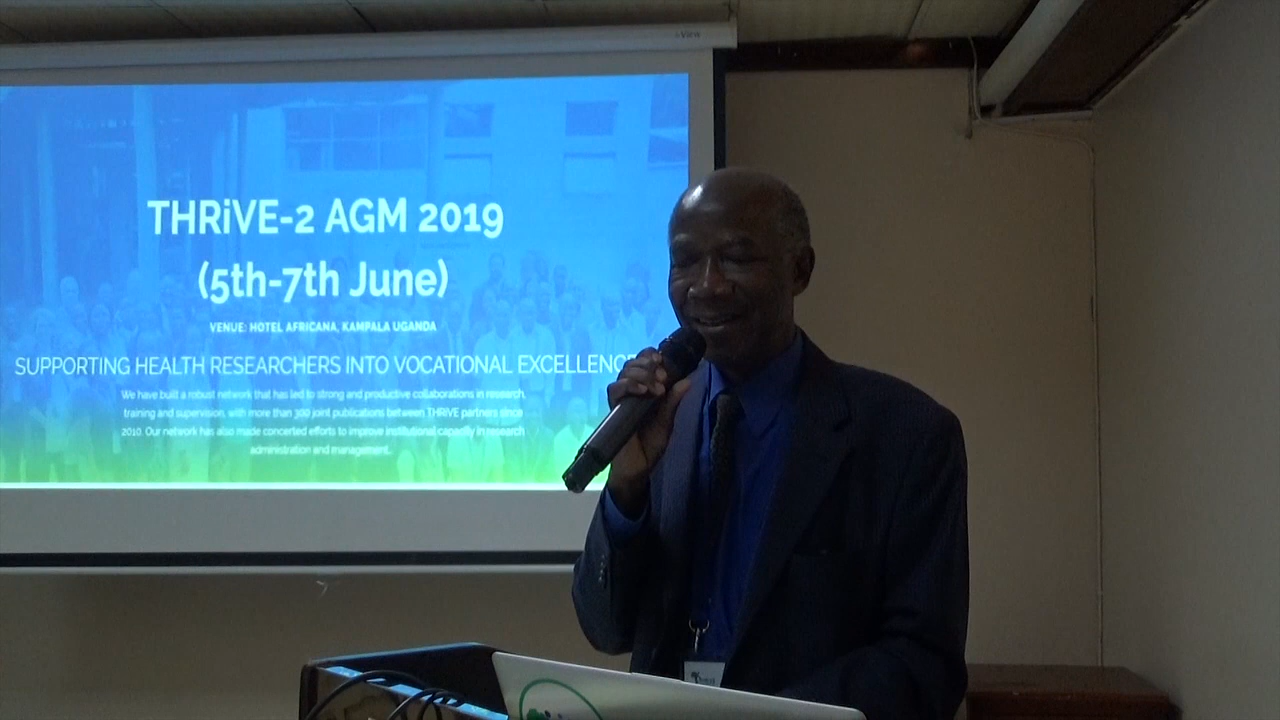 View
THRiVE-2 AGM 2019
(5th-7th June)
VENUE: HOTEL AFRICANA, KAMPALA UGANDA
SUPPORTING HEALTH RESEARCHERS INTO VOCATIONAL EXCELLENCE
We have built a robust network that has led to strong and productive collaborations in research,
training and supervision, with more than 300 joint publications between THRiVE partners since
2010. Our network has also made concerted efforts to improve institutional capacity in research
administration and management.